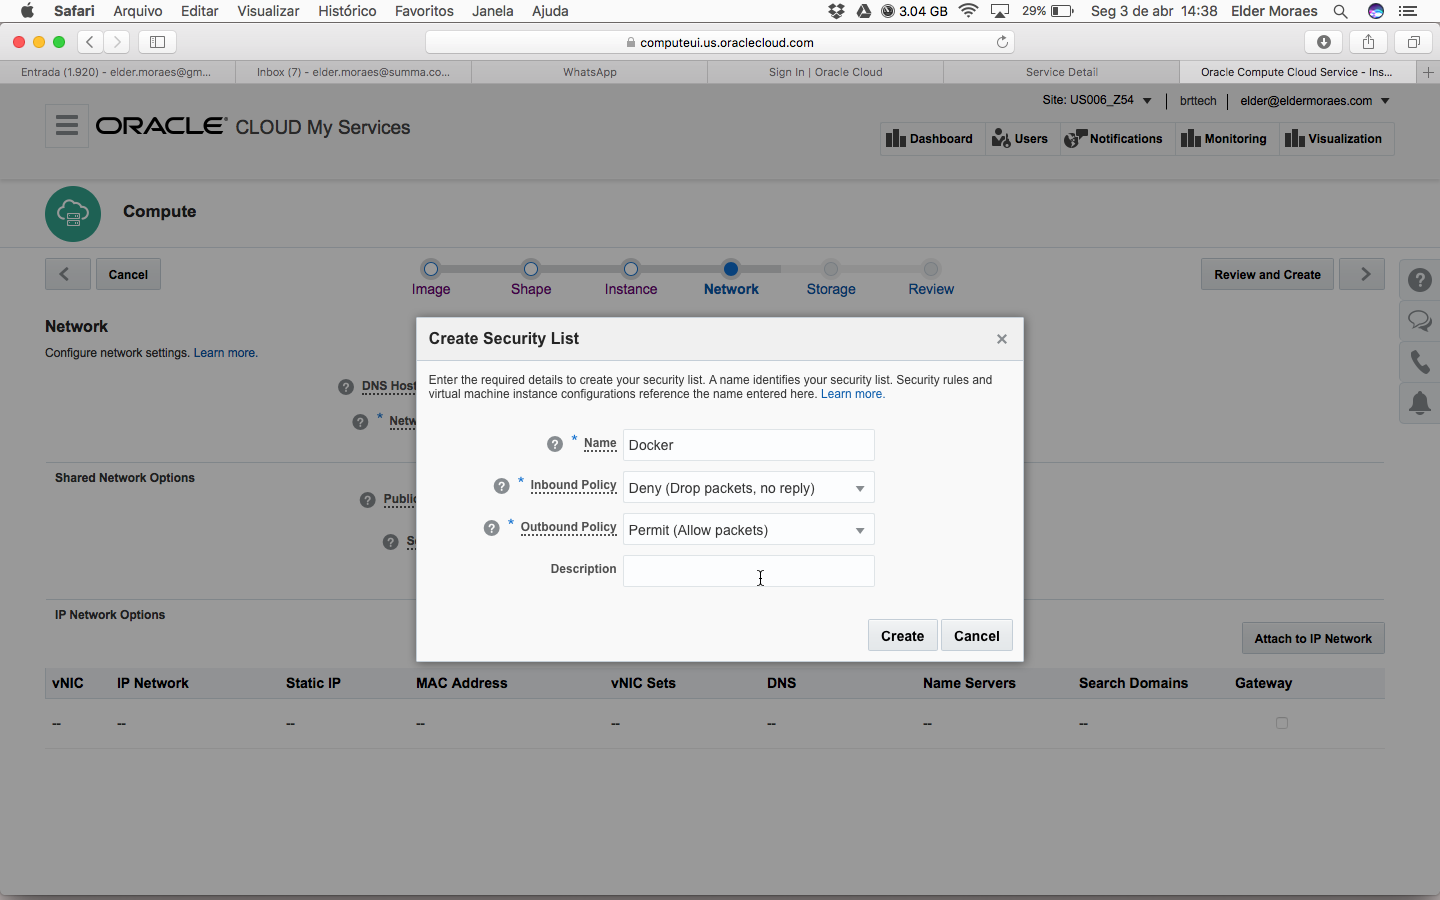 Safari Arquivo Editar Visualizar Histórico Favoritos Janela Ajuda 3.04 GB 29% Seg 3 de abr 14:38 Elder Moraes
computeui.us.oraclecloud.com
Entrada (1.920) - elder.moraes@gm... Inbox (7) - elder.moraes@summa.co... WhatsApp Sign In | Oracle Cloud Service Detail Oracle Compute Cloud Service - Ins...
Site: US006_Z54 brttech elder@eldermoraes.com
ORACLE CLOUD My Services
Dashboard Users Notifications Monitoring Visualization
Compute
Cancel Review and Create
Image Shape Instance Network Storage Review
Network
Configure network settings. Learn more.
DNS Host
* Netw
Shared Network Options
Public
S
IP Network Options
Attach to IP Network
vNIC IP Network Static IP MAC Address vNIC Sets DNS Name Servers Search Domains Gateway
-- -- -- -- -- -- -- --
Create Security List ×
Enter the required details to create your security list. A name identifies your security list. Security rules and
virtual machine instance configurations reference the name entered here. Learn more.
* Name Docker
* Inbound Policy Deny (Drop packets, no reply)
* Outbound Policy Permit (Allow packets)
Description
Create Cancel